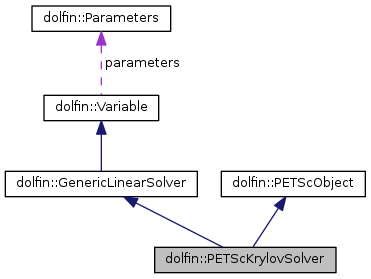 dolfin::Parameters
parameters
dolfin::Variable
dolfin::GenericLinearSolver
dolfin::PETScObject
dolfin::PETScKrylovSolver